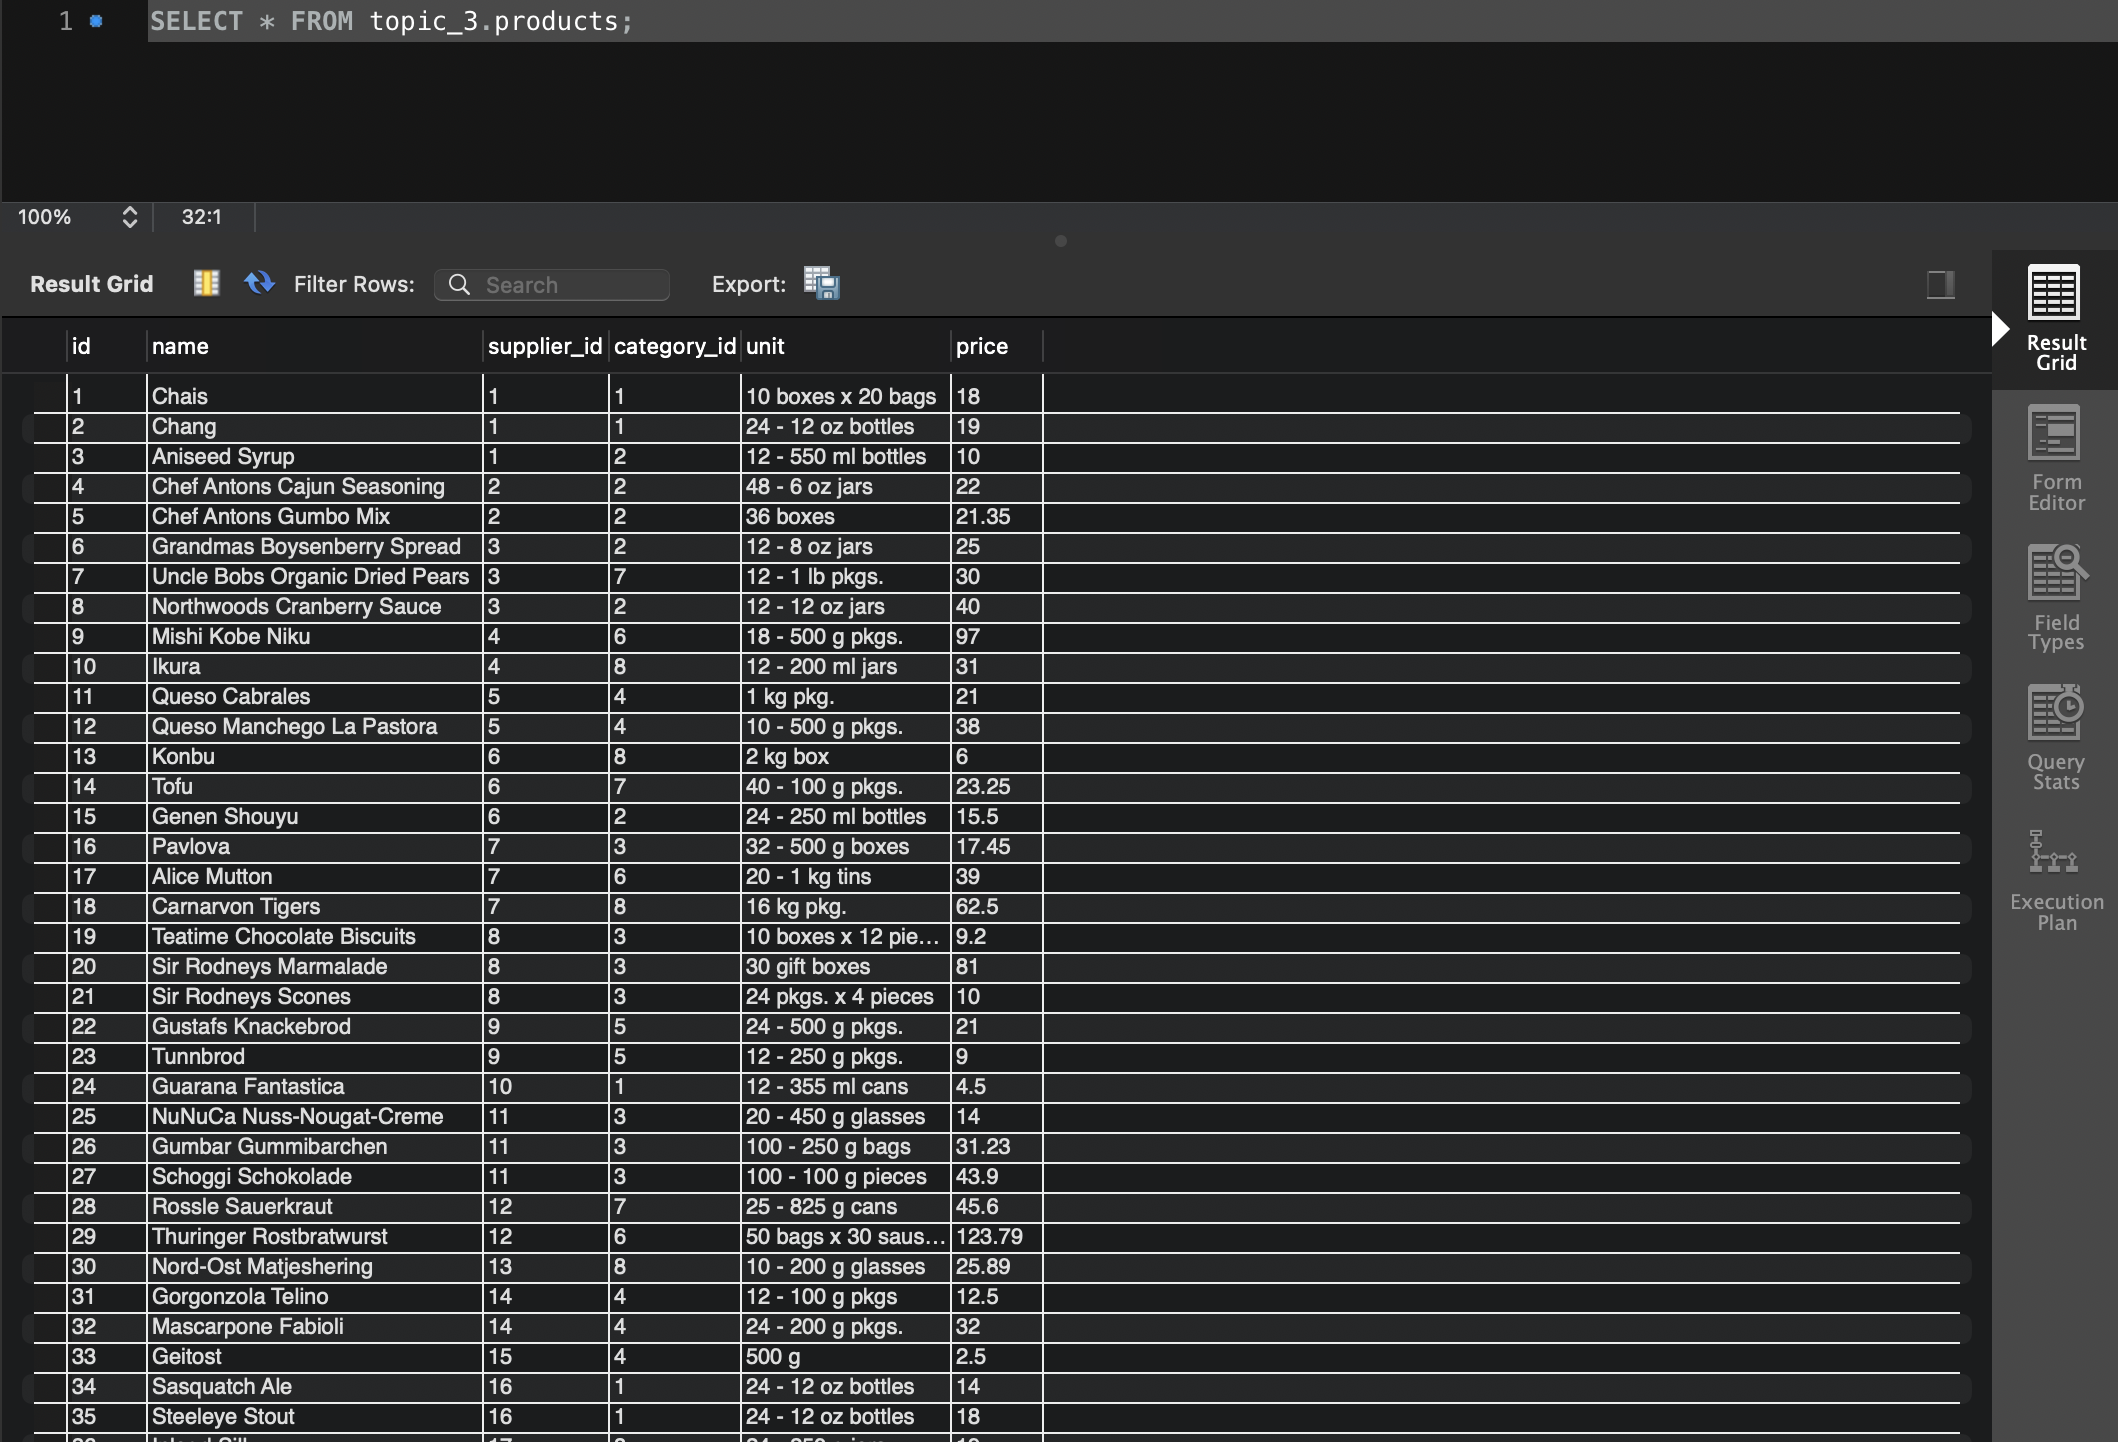 1 SELECT * FROM topic_3.products;
100% 32:1
Result Grid Filter Rows: Search Export:
id name supplier_id category_id unit price
1 Chais 1 1 10 boxes x 20 bags 18
2 Chang 1 1 24 - 12 oz bottles 19
3 Aniseed Syrup 1 2 12 - 550 ml bottles 10
4 Chef Antons Cajun Seasoning 2 2 48 - 6 oz jars 22
5 Chef Antons Gumbo Mix 2 2 36 boxes 21.35
6 Grandmas Boysenberry Spread 3 2 12 - 8 oz jars 25
7 Uncle Bobs Organic Dried Pears 3 7 12 - 1 lb pkgs. 30
8 Northwoods Cranberry Sauce 3 2 12 - 12 oz jars 40
9 Mishi Kobe Niku 4 6 18 - 500 g pkgs. 97
10 Ikura 4 8 12 - 200 ml jars 31
11 Queso Cabrales 5 4 1 kg pkg. 21
12 Queso Manchego La Pastora 5 4 10 - 500 g pkgs. 38
13 Konbu 6 8 2 kg box 6
14 Tofu 6 7 40 - 100 g pkgs. 23.25
15 Genen Shouyu 6 2 24 - 250 ml bottles 15.5
16 Pavlova 7 3 32 - 500 g boxes 17.45
17 Alice Mutton 7 6 20 - 1 kg tins 39
18 Carnarvon Tigers 7 8 16 kg pkg. 62.5
19 Teatime Chocolate Biscuits 8 3 10 boxes x 12 pie... 9.2
20 Sir Rodneys Marmalade 8 3 30 gift boxes 81
21 Sir Rodneys Scones 8 3 24 pkgs. x 4 pieces 10
22 Gustafs Knackebrod 9 5 24 - 500 g pkgs. 21
23 Tunnbrod 9 5 12 - 250 g pkgs. 9
24 Guarana Fantastica 10 1 12 - 355 ml cans 4.5
25 NuNuCa Nuss-Nougat-Creme 11 3 20 - 450 g glasses 14
26 Gumbar Gummibarchen 11 3 100 - 250 g bags 31.23
27 Schoggi Schokolade 11 3 100 - 100 g pieces 43.9
28 Rossle Sauerkraut 12 7 25 - 825 g cans 45.6
29 Thuringer Rostbratwurst 12 6 50 bags x 30 saus... 123.79
30 Nord-Ost Matjeshering 13 8 10 - 200 g glasses 25.89
31 Gorgonzola Telino 14 4 12 - 100 g pkgs 12.5
32 Mascarpone Fabioli 14 4 24 - 200 g pkgs. 32
33 Geitost 15 4 500 g 2.5
34 Sasquatch Ale 16 1 24 - 12 oz bottles 14
35 Steeleye Stout 16 1 24 - 12 oz bottles 18
Result
Grid
Form
Editor
Field
Types
Query
Stats
Execution
Plan